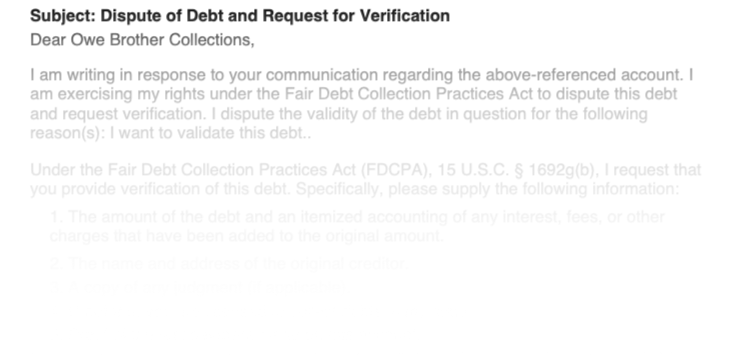 Subject: Dispute of Debt and Request for Verification
Dear Owe Brother Collections,
I am writing in response to your communication regarding the above-referenced account. I
am exercising my rights under the Fair Debt Collection Practices Act to dispute this debt
and request verification. I dispute the validity of the debt in question for the following
reason(s): I want to validate this debt..
Under the Fair Debt Collection Practices Act (FDCPA), 15 U.S.C. § 1692g(b), I request that
you provide verification of this debt. Specifically, please supply the following information:
1. The amount of the debt and an itemized accounting of any interest, fees, or other
charges that have been added to the original amount.
2. The name and address of the original creditor